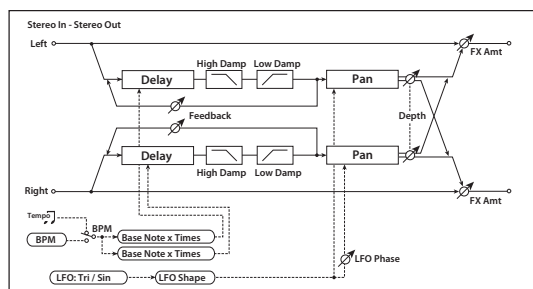 Stereo In - Stereo Out
Left
FX Amt
High Damp Low Damp
Delay
Pan
Feedback
Depth
High Damp Low Damp
Delay
Pan
Right
FX Amt
Tempo
BPM
BPM
Base Note x Times
Base Note x Times
LFO Phase
LFO: Tri / Sin
LFO Shape